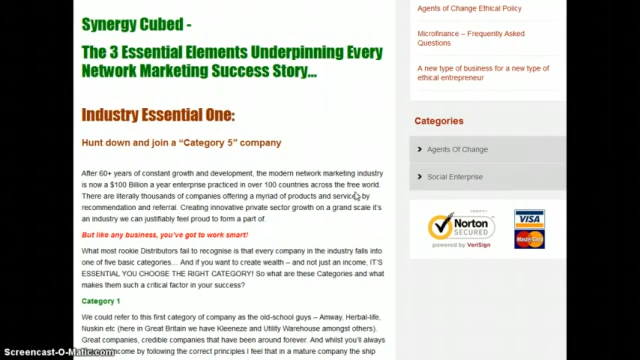 Synergy Cubed -
The 3 Essential Elements Underpinning Every
Network Marketing Success Story...
Industry Essential One:
Hunt down and join a "Category 5" company
After 60+ years of constant growth and development, the modern network marketing industry
is now a $100 Billion a year enterprise practiced in over 100 countries across the free world.
There are literally thousands of companies offering a myriad of products and services by
recommendation and referral. Creating innovative private sector growth on a grand scale it's
an industry we can justifiably feel proud to form a part of.
But like any business, you've got to work smart!
What most rookie Distributors fail to recognise is that every company in the industry falls into
one of five basic categories... And if you want to create wealth – and not just an income, IT'S
ESSENTIAL YOU CHOOSE THE RIGHT CATEGORY! So what are these Categories and what
makes them such a critical factor in your success?
Category 1
We could refer to this first category of company as the old-school guys – Amway, Herbal-life,
Nuskin etc (here in Great Britain we have Kleeneze and Utility Warehouse amongst others).
Great companies, credible companies that have been around forever. And whilst you'll always
income by following the correct principles I feel that in a mature company the ship
Agents of Change Ethical Policy
Microfinance – Frequently Asked
Questions
A new type of business for a new type of
ethical entrepreneur
Categories
Agents Of Change
Social Enterprise
Norton
SECURED
powered by VeriSign
VISA
MasterCard
Screencast-O-Matic.com